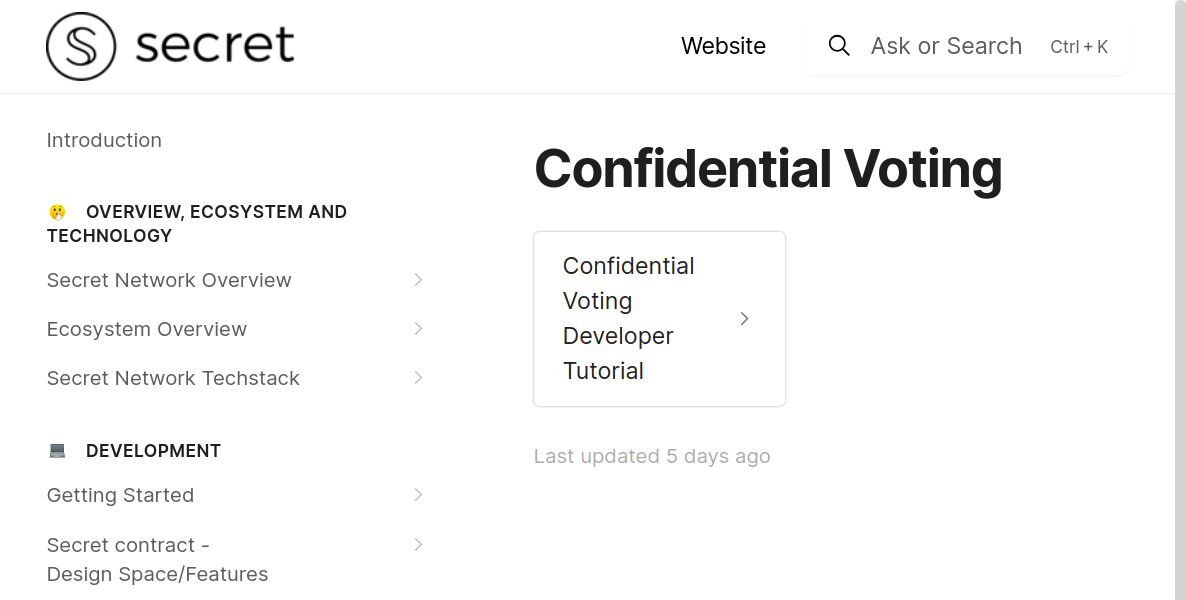 secret
Website
Ask or Search
Ctrl + K
Introduction
OVERVIEW, ECOSYSTEM AND
TECHNOLOGY
Secret Network Overview
Ecosystem Overview
Secret Network Techstack
DEVELOPMENT
Getting Started
Secret contract -
Design Space/Features
Confidential Voting
Confidential
Voting
Developer
Tutorial
Last updated 5 days ago